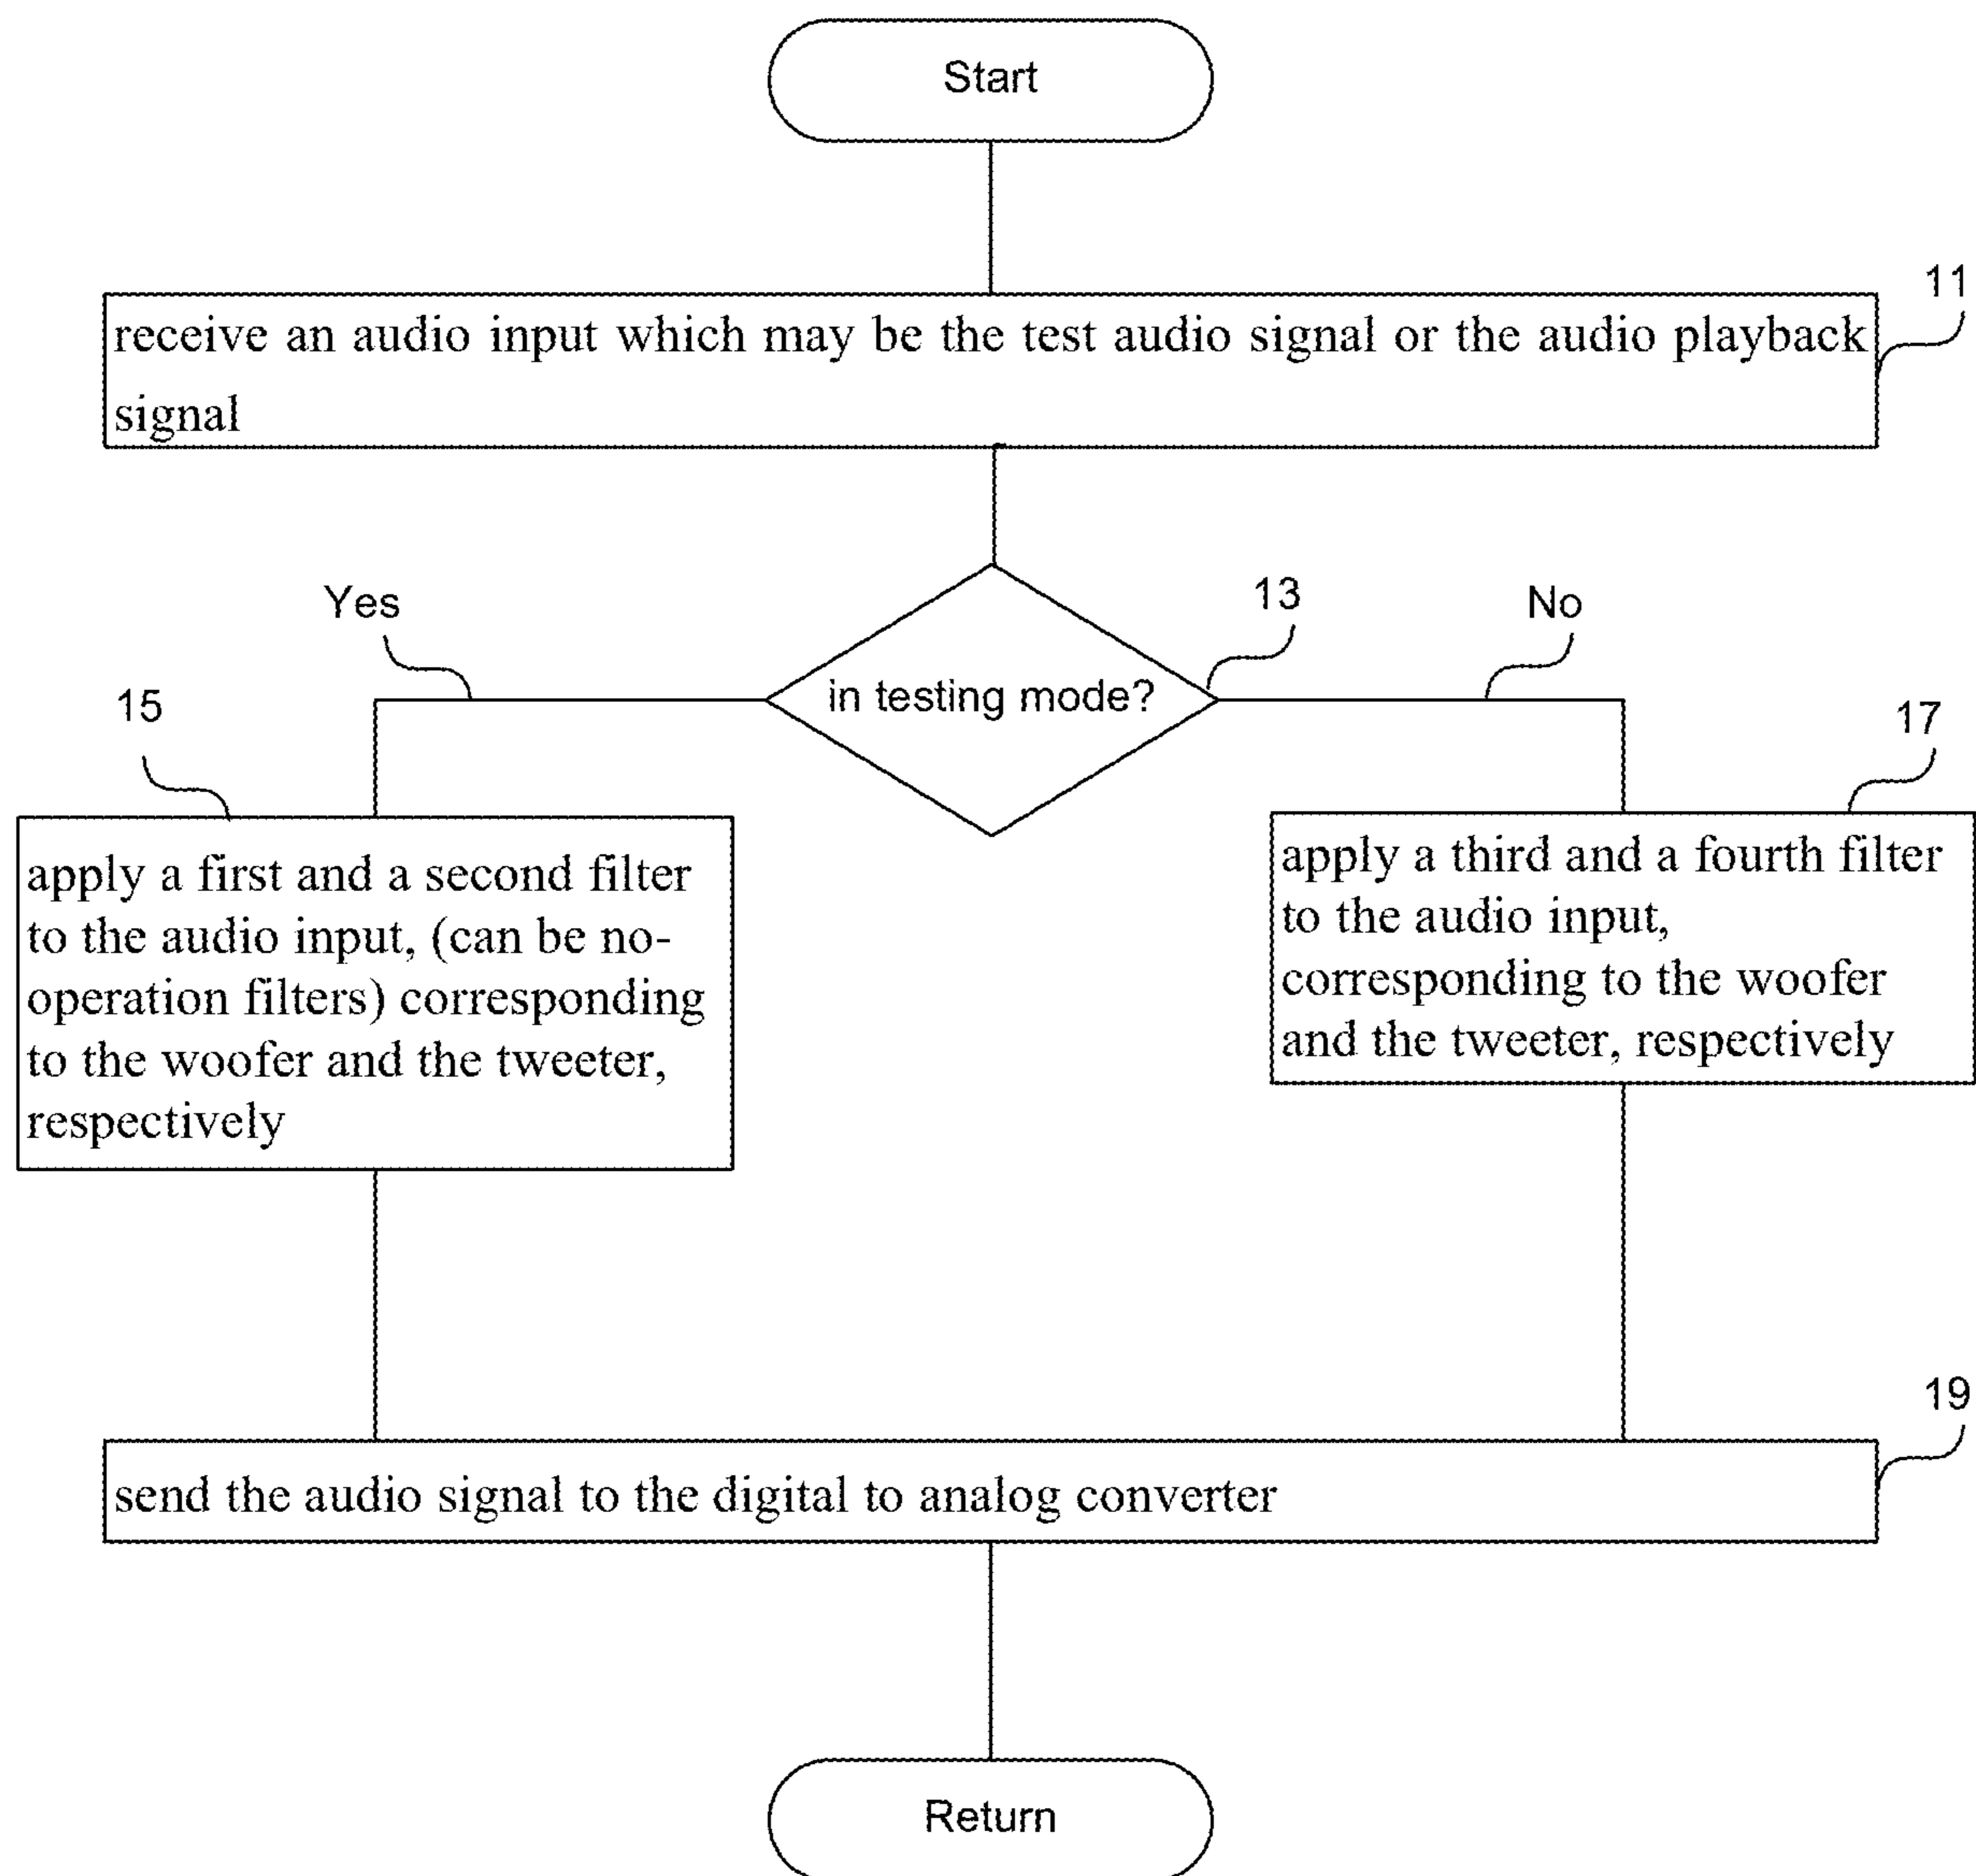 Start
11
receive an audio input which may be the test audio signal or the audio playback
signal
Yes
13
No
in testing mode?
15
17
apply a first and a second filter
to the audio input, (can be no-
operation filters) corresponding
to the woofer and the tweeter,
respectively
apply a third and a fourth filter
to the audio input,
corresponding to the woofer
and the tweeter, respectively
19
send the audio signal to the digital to analog converter
Return